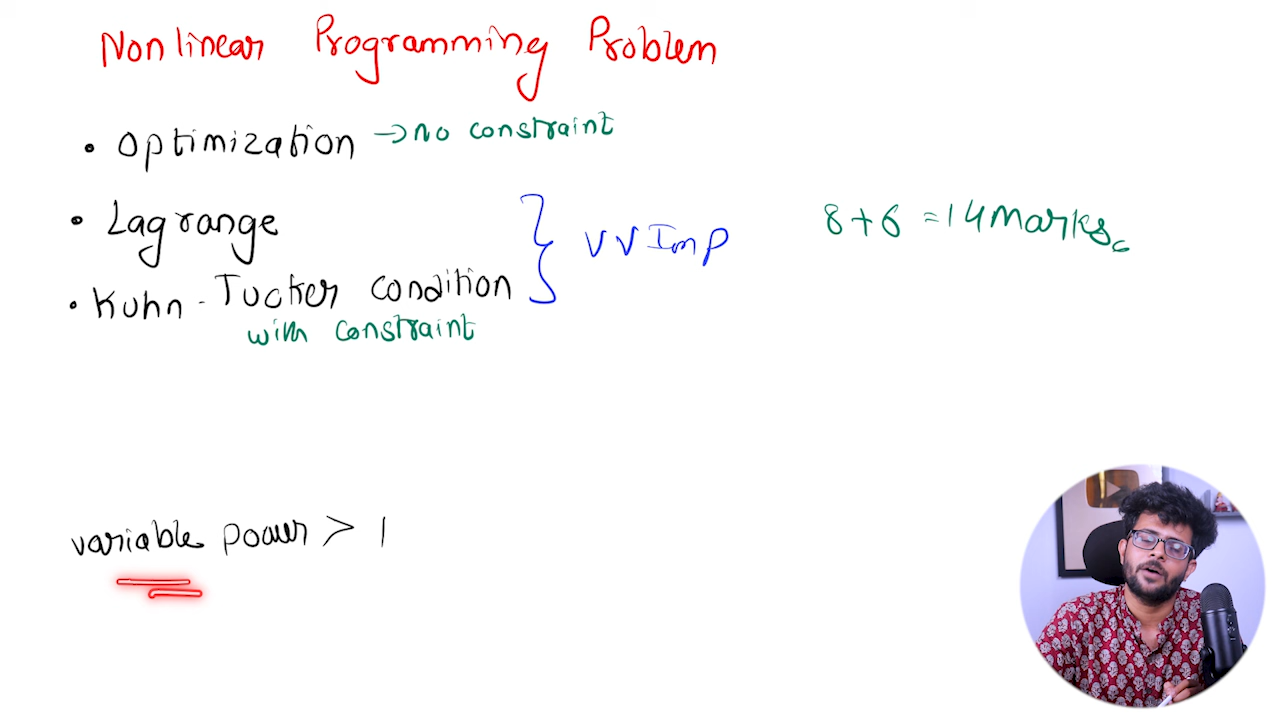 Nonlinear Programming Problem
• Optimization → no constraint
• Lagrange
• Kuhn - Tucker condition
with constraint
VV Imp
8 + 6 = 14 Marks
variable power > 1